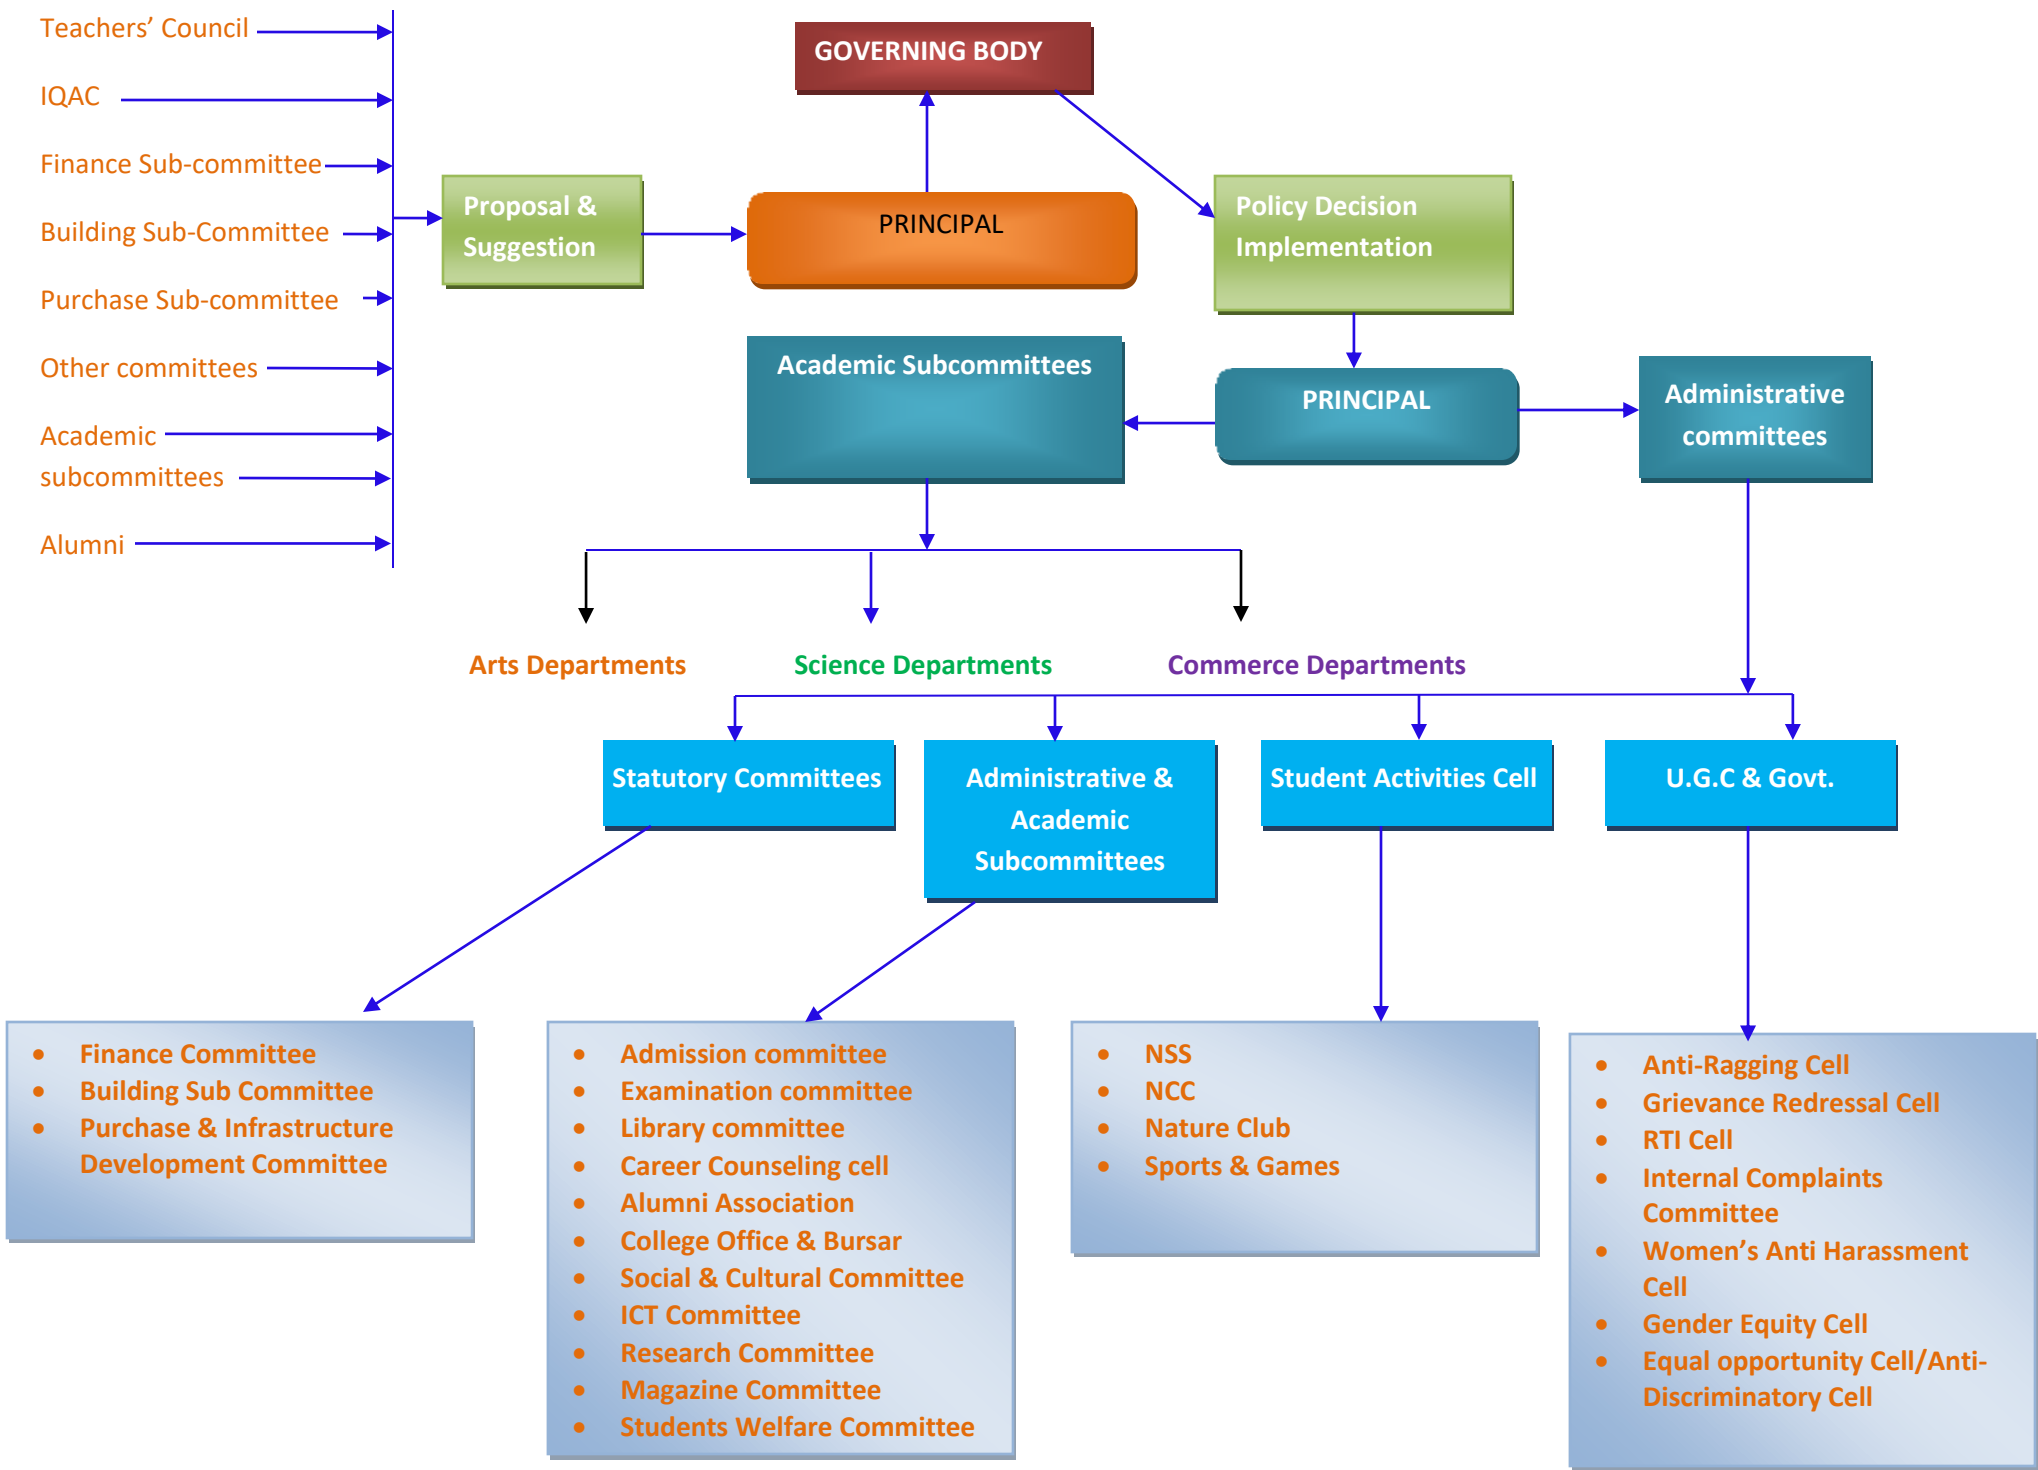 Teachers’ Council
IQAC
Finance Sub-committee
Building Sub-Committee
Purchase Sub-committee
Other committees
Academic
subcommittees
Alumni
GOVERNING BODY
Proposal &
Suggestion
PRINCIPAL
Policy Decision
Implementation
Academic Subcommittees
PRINCIPAL
Administrative
committees
Arts Departments
Science Departments
Commerce Departments
Statutory Committees
Administrative &
Academic
Subcommittees
Student Activities Cell
U.G.C & Govt.
• Finance Committee
• Building Sub Committee
• Purchase & Infrastructure
Development Committee
• Admission committee
• Examination committee
• Library committee
• Career Counseling cell
• Alumni Association
• College Office & Bursar
• Social & Cultural Committee
• ICT Committee
• Research Committee
• Magazine Committee
• Students Welfare Committee
• NSS
• NCC
• Nature Club
• Sports & Games
• Anti-Ragging Cell
• Grievance Redressal Cell
• RTI Cell
• Internal Complaints
Committee
• Women’s Anti Harassment
Cell
• Gender Equity Cell
• Equal opportunity Cell/Anti-
Discriminatory Cell